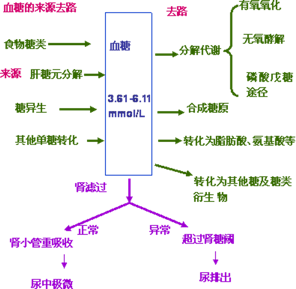 血糖的来源去路
去路
有氧氧化
食物糖类
血糖
分解代谢
无氧酵解
来源
肝糖元分解
磷酸戊糖
途径
3.61-6.11
mmol/L
糖异生
合成糖原
其他单糖转化
转化为脂肪酸、氨基酸
转化为其他糖及糖类
衍生物
肾滤过
正常
异常
肾小管重吸收
超过肾糖阈
尿中极微
尿排出